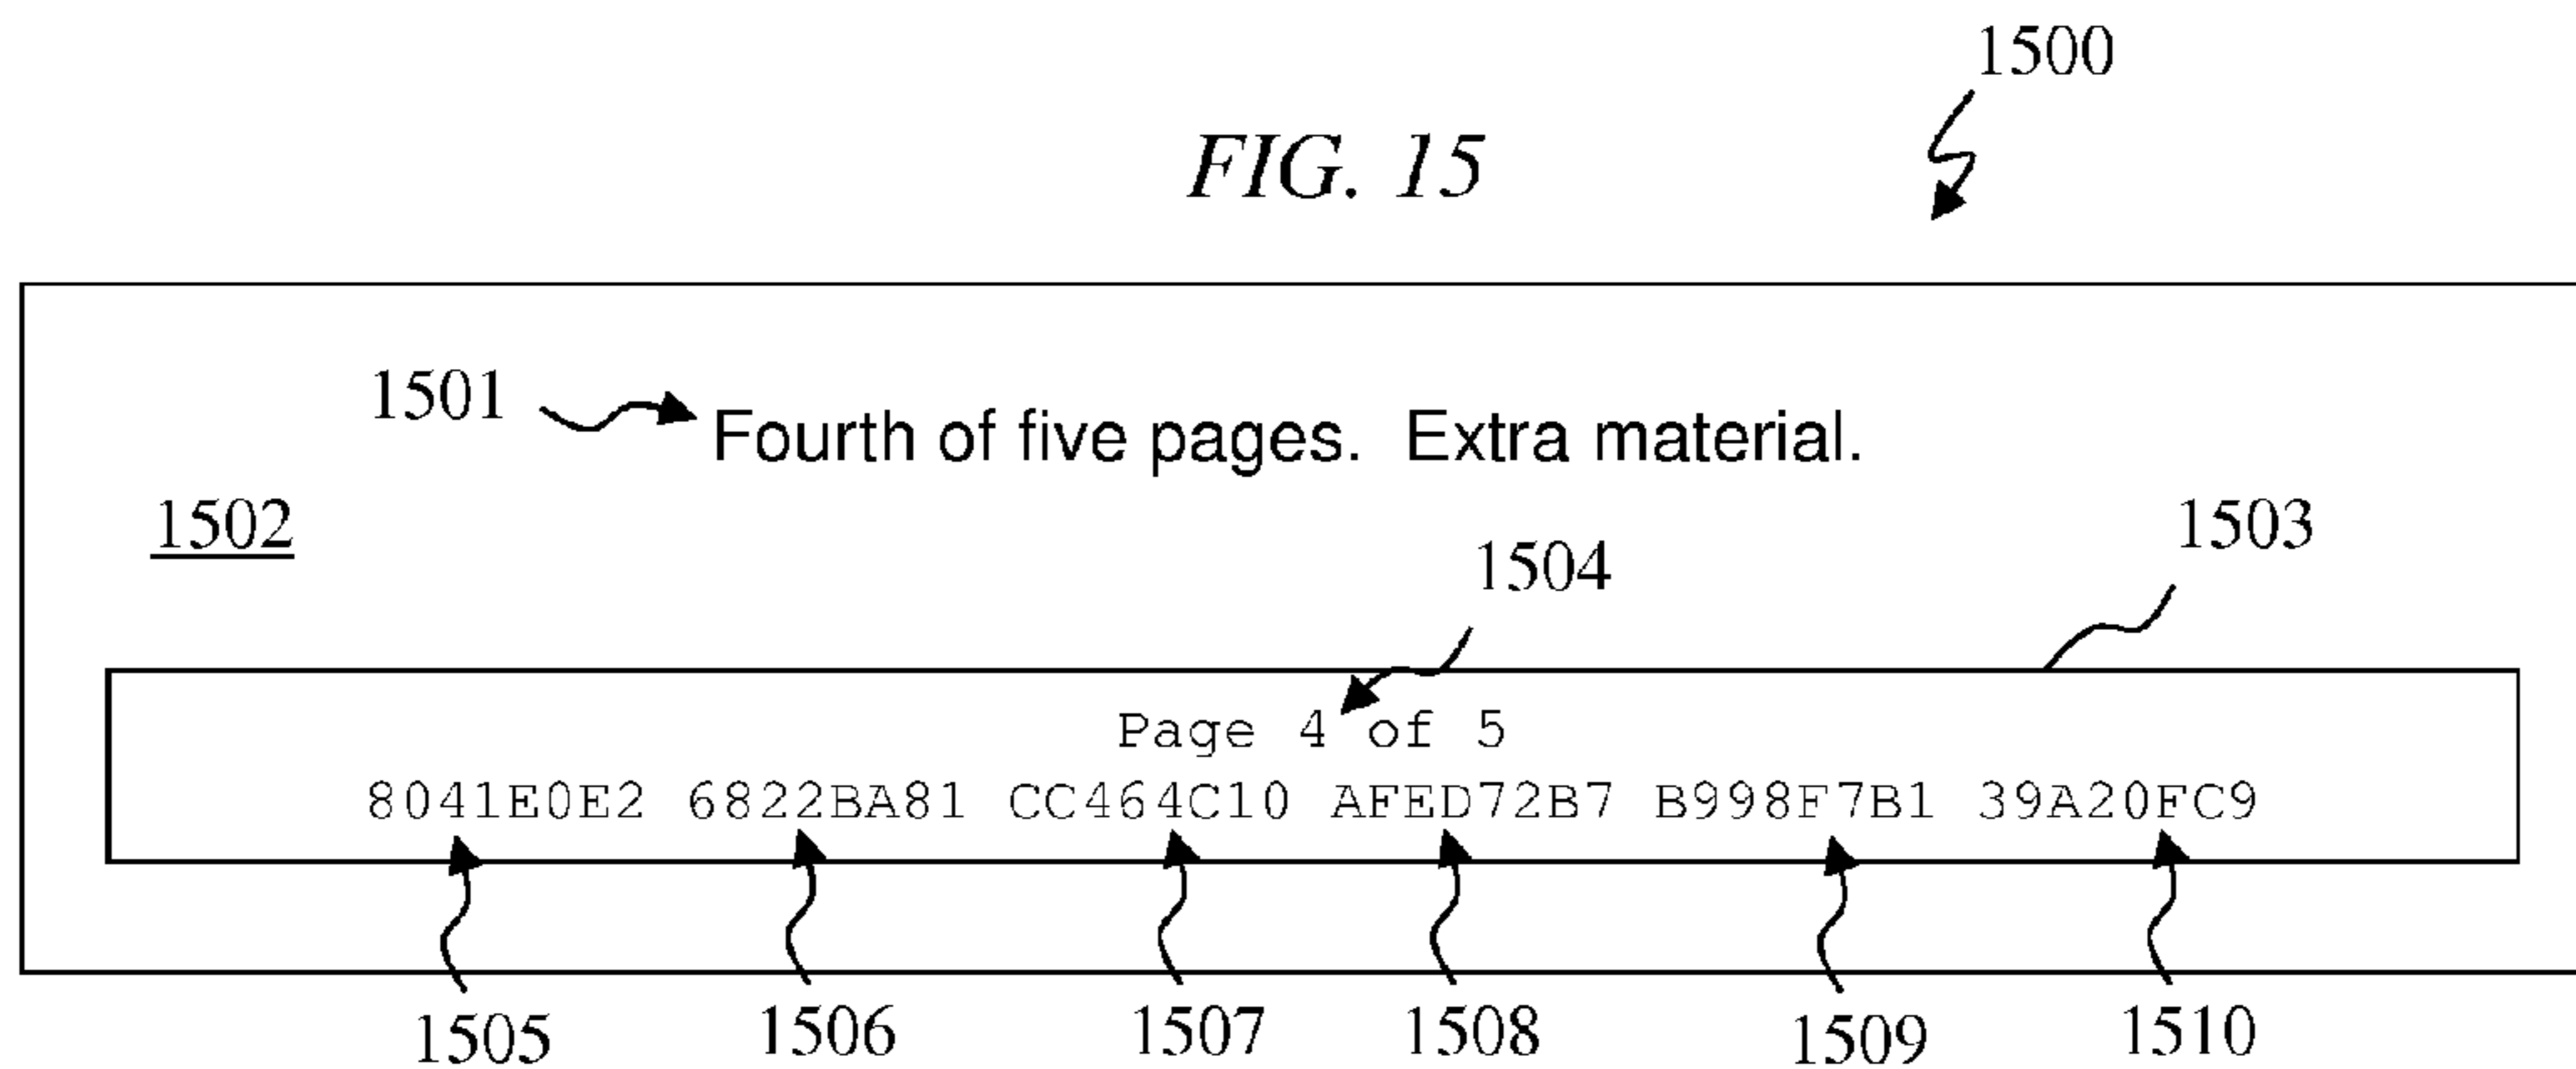 1500
FIG. 15
1501
Fourth of five pages. Extra material.
1502
1503
1504
Page 4 of 5
8041E0E2 6822BA81 CC464C10 AFED72B7 B998F7B1 39A20FC9
1505 1506 1507 1508 1509 1510